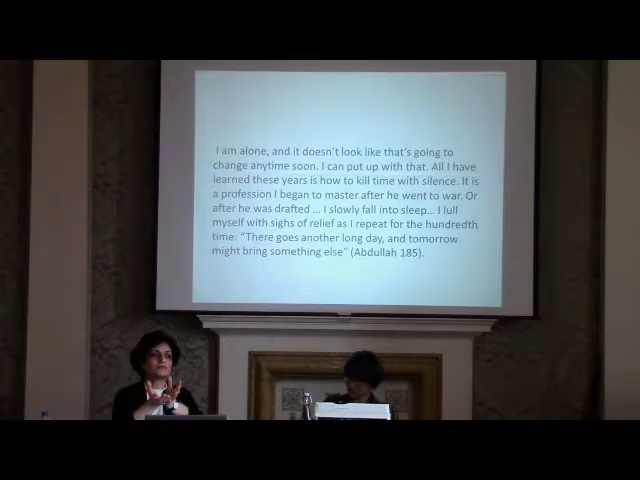 I am alone, and it doesn't look like that's going to
change anytime soon. I can put up with that. All I have
learned these years is how to kill time with silence. It is
a profession I began to master after he went to war. Or
after he was drafted … I slowly fall into sleep… I lull
myself with sighs of relief as I repeat for the hundredth
time: "There goes another long day, and tomorrow
might bring something else" (Abdullah 185).